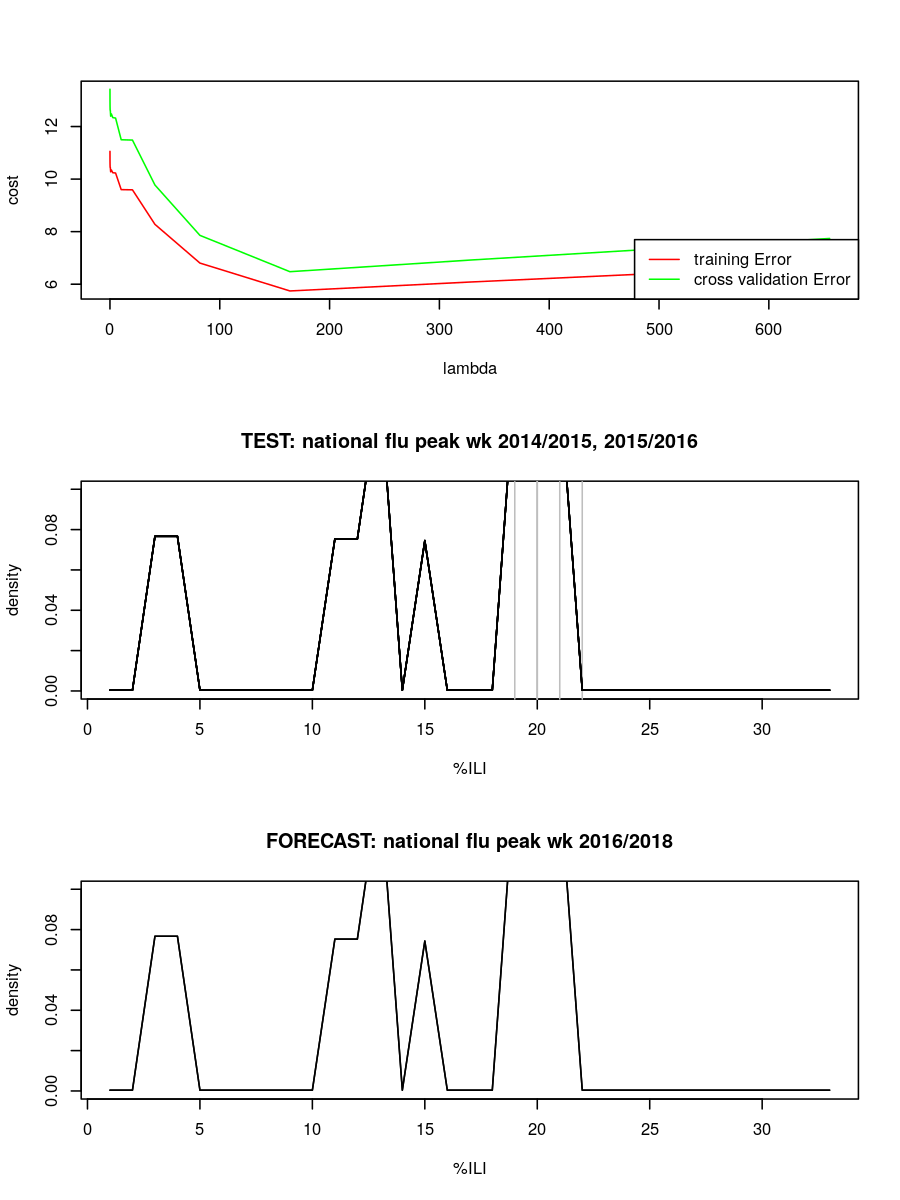 12
10
8
6
cost
training Error
cross validation Error
0 100 200 300 400 500 600
lambda
TEST: national flu peak wk 2014/2015, 2015/2016
0.08
0.04
0.00
density
0 5 10 15 20 25 30
%ILI
FORECAST: national flu peak wk 2016/2018
0.08
0.04
0.00
density
0 5 10 15 20 25 30
%ILI